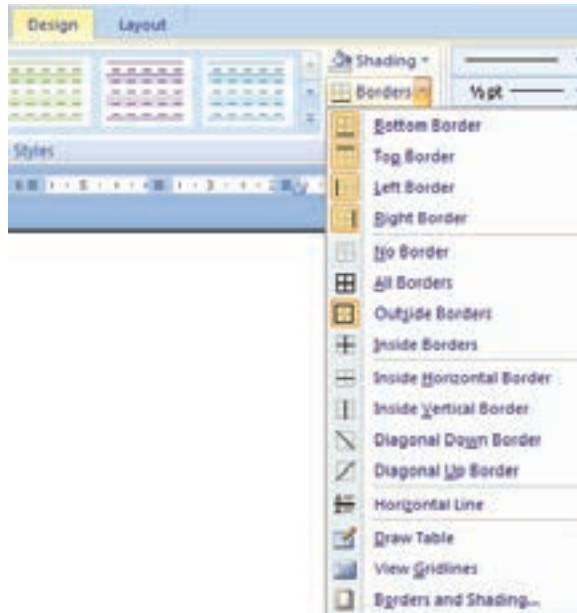 Design Layout
Shading
Borders ½ pt
Styles
Bottom Border
Top Border
Left Border
Right Border
No Border
All Borders
Outside Borders
Inside Borders
Inside Horizontal Border
Inside Vertical Border
Diagonal Down Border
Diagonal Up Border
Horizontal Line
Draw Table
View Gridlines
Borders and Shading...